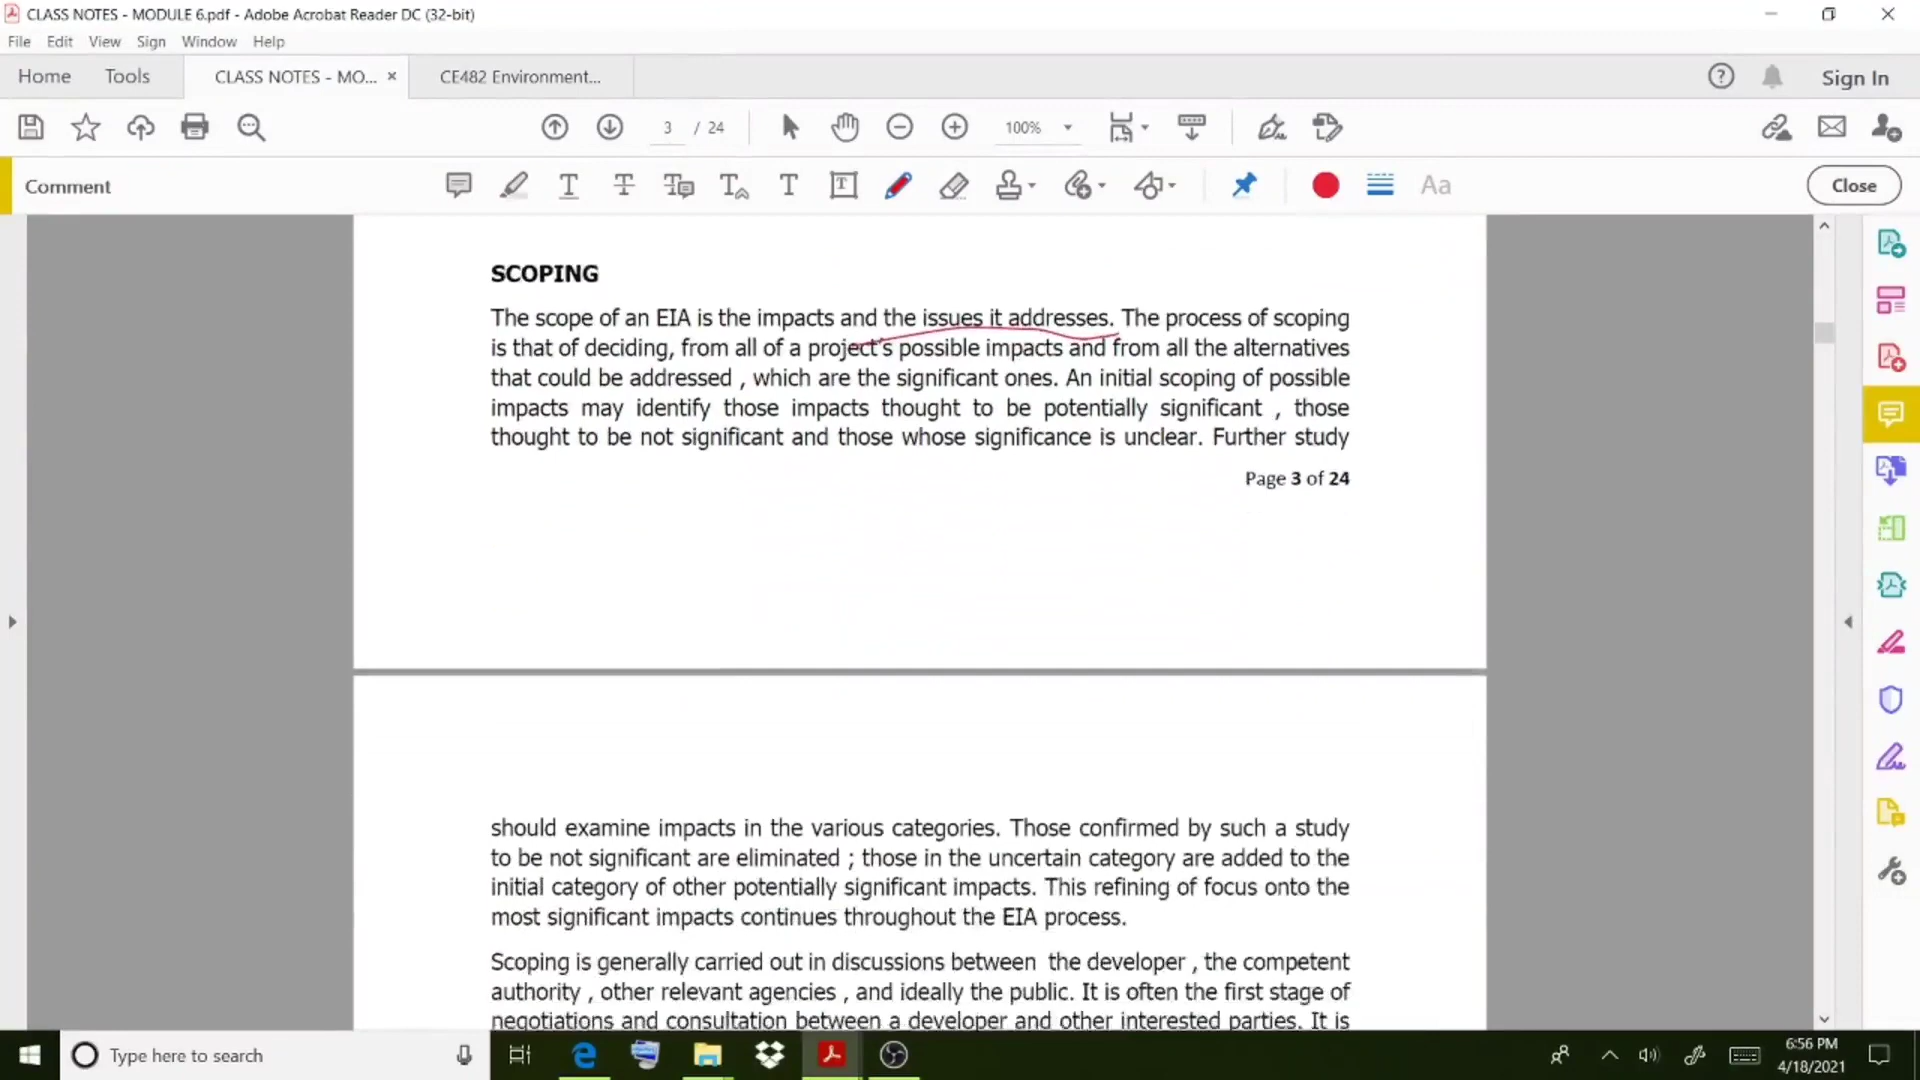 CLASS NOTES - MODULE 6.pdf - Adobe Acrobat Reader DC (32-bit)
File Edit View Sign Window Help
Home Tools CLASS NOTES - MO... × CE482 Environment... Sign In
3 / 24 100%
Comment Aa Close
SCOPING
The scope of an EIA is the impacts and the issues it addresses. The process of scoping
is that of deciding, from all of a project's possible impacts and from all the alternatives
that could be addressed , which are the significant ones. An initial scoping of possible
impacts may identify those impacts thought to be potentially significant , those
thought to be not significant and those whose significance is unclear. Further study
Page 3 of 24
should examine impacts in the various categories. Those confirmed by such a study
to be not significant are eliminated ; those in the uncertain category are added to the
initial category of other potentially significant impacts. This refining of focus onto the
most significant impacts continues throughout the EIA process.
Scoping is generally carried out in discussions between the developer , the competent
authority , other relevant agencies , and ideally the public. It is often the first stage of
negotiations and consultation between a developer and other interested parties. It is
Type here to search
6:56 PM
4/18/2021